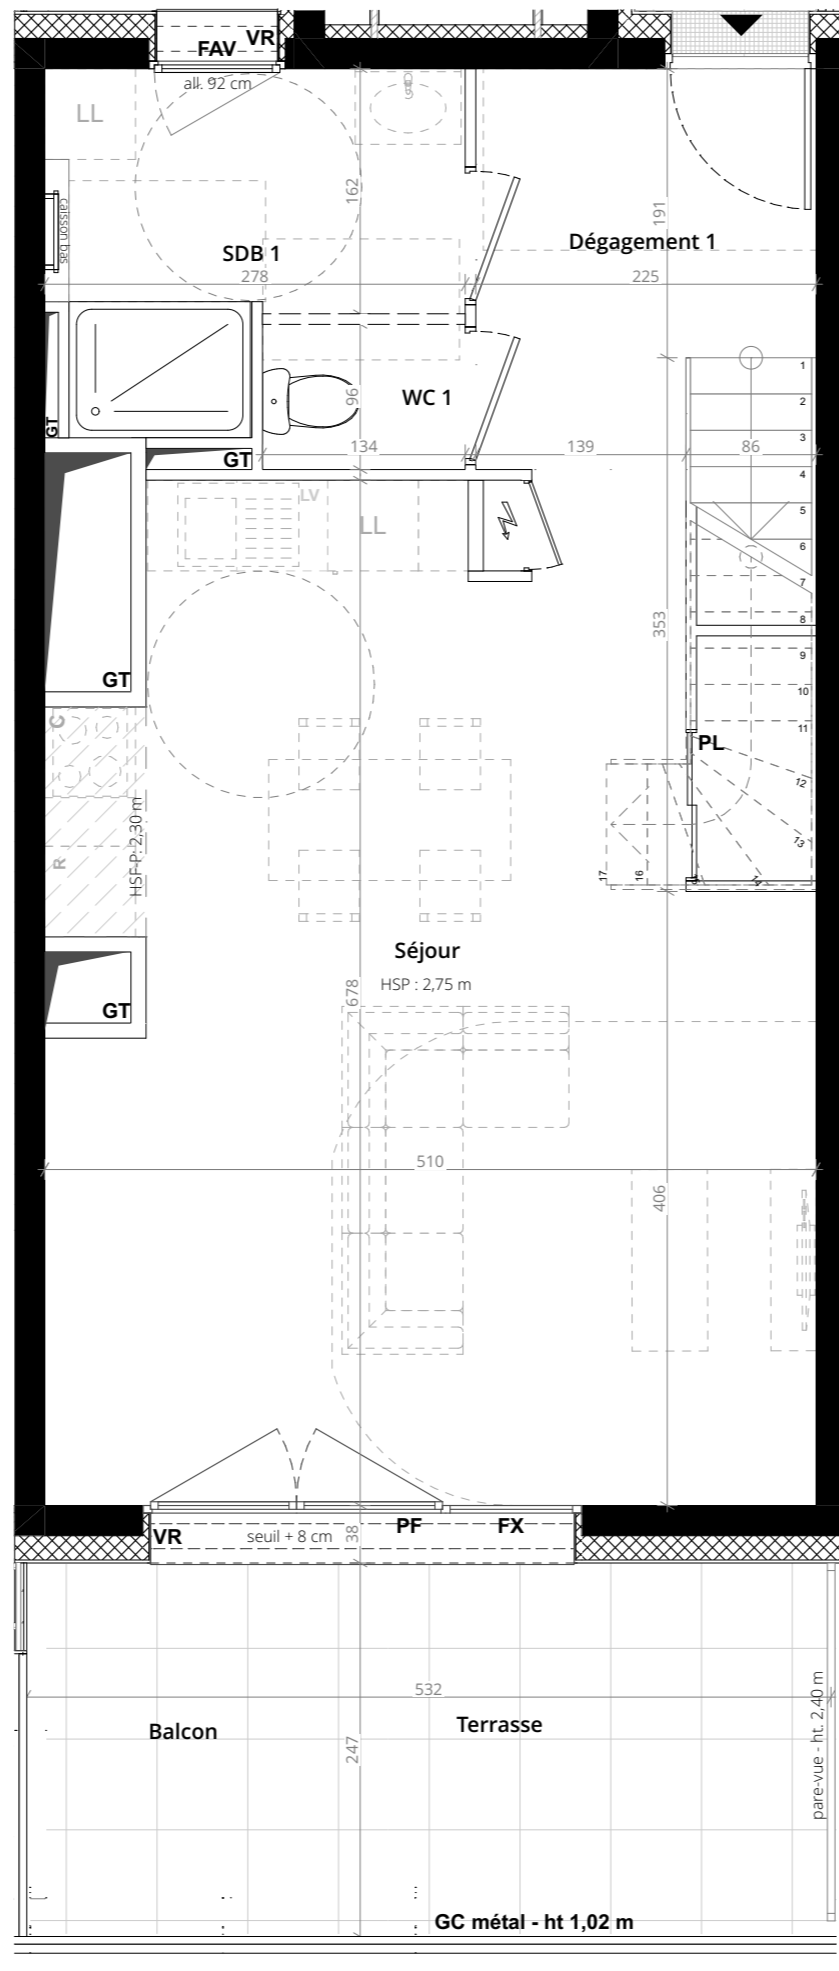 FAV
VR
all. 92 cm
LL
caisson bas
162
191
SDB 1
Dégagement 1
278
225
GT
WC 1
96
GT
134
139
86
1
2
3
4
5
6
7
8
9
10
11
12
13
14
16
17
LV
LL
353
GT
C
PL
R
HSF-P: 2,30 m
Séjour
HSP : 2,75 m
678
GT
510
406
VR
seuil + 8 cm
38
PF
FX
532
Balcon
Terrasse
247
pare-vue - ht. 2,40 m
GC métal - ht 1,02 m